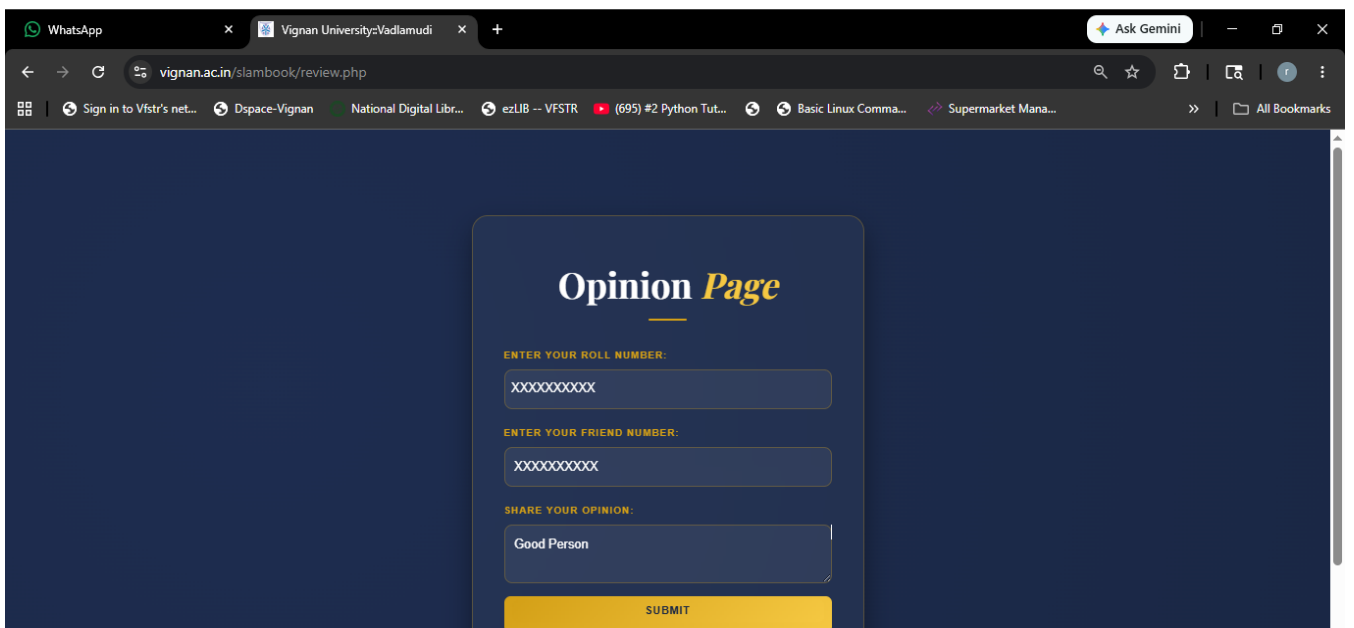 WhatsApp
Vignan University::Vadlamudi
Ask Gemini
vignan.ac.in/slambook/review.php
r
Sign in to Vfstr's net...
Dspace-Vignan
National Digital Libr...
ezLIB -- VFSTR
(695) #2 Python Tut...
Basic Linux Comma...
Supermarket Mana...
All Bookmarks
Opinion Page
ENTER YOUR ROLL NUMBER:
XXXXXXXXXX
ENTER YOUR FRIEND NUMBER:
XXXXXXXXXX
SHARE YOUR OPINION:
Good Person
SUBMIT